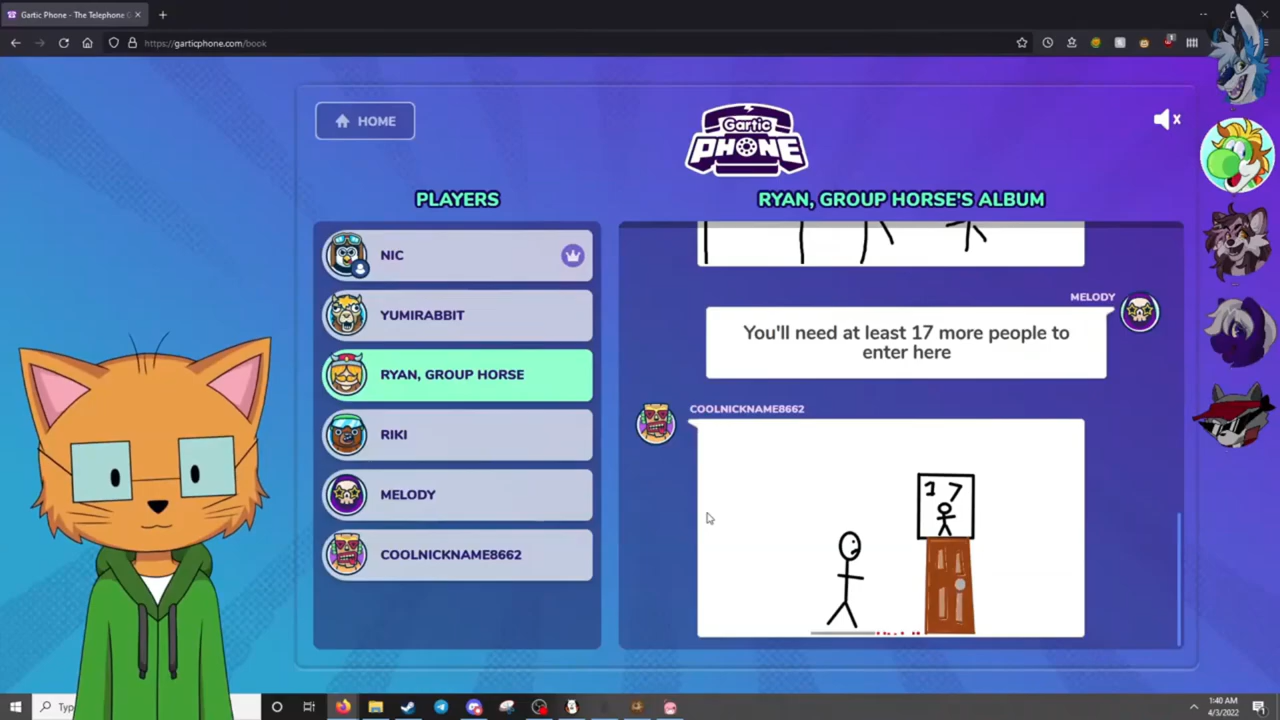 Gartic Phone - The Telephone
https://garticphone.com/book
HOME
Gartic
PHONE
PLAYERS
RYAN, GROUP HORSE'S ALBUM
NIC
YUMIRABBIT
RYAN, GROUP HORSE
RIKI
MELODY
COOLNICKNAME8662
MELODY
You'll need at least 17 more people to
enter here
COOLNICKNAME8662
17
1:40 AM
4/3/2022